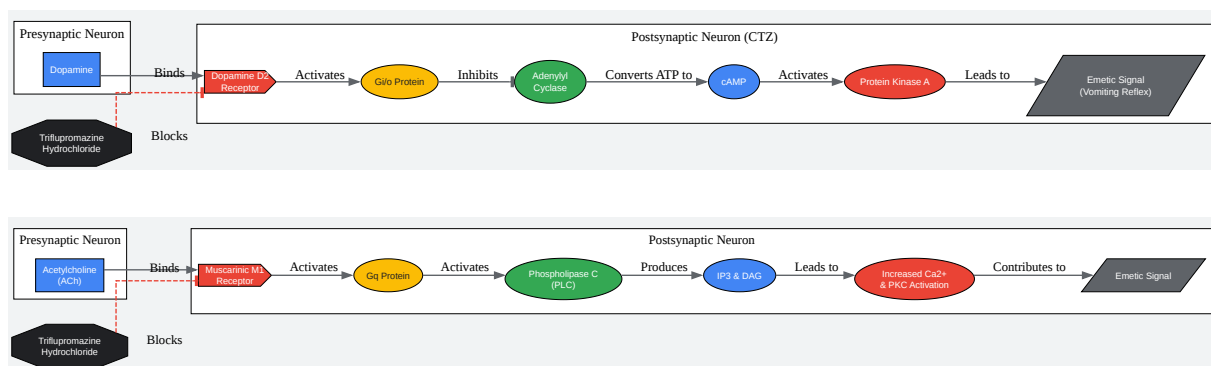 Presynaptic Neuron
Postsynaptic Neuron (CTZ)
Dopamine
Binds
Dopamine D2
Receptor
Activates
Gi/o Protein
Inhibits
Adenylyl
Cyclase
Converts ATP to
cAMP
Activates
Protein Kinase A
Leads to
Emetic Signal
(Vomiting Reflex)
Triflupromazine
Hydrochloride
Blocks
Presynaptic Neuron
Postsynaptic Neuron
Acetylcholine
(ACh)
Binds
Muscarinic M1
Receptor
Activates
Gq Protein
Activates
Phospholipase C
(PLC)
Produces
IP3 & DAG
Leads to
Increased Ca2+
& PKC Activation
Contributes to
Emetic Signal
Triflupromazine
Hydrochloride
Blocks